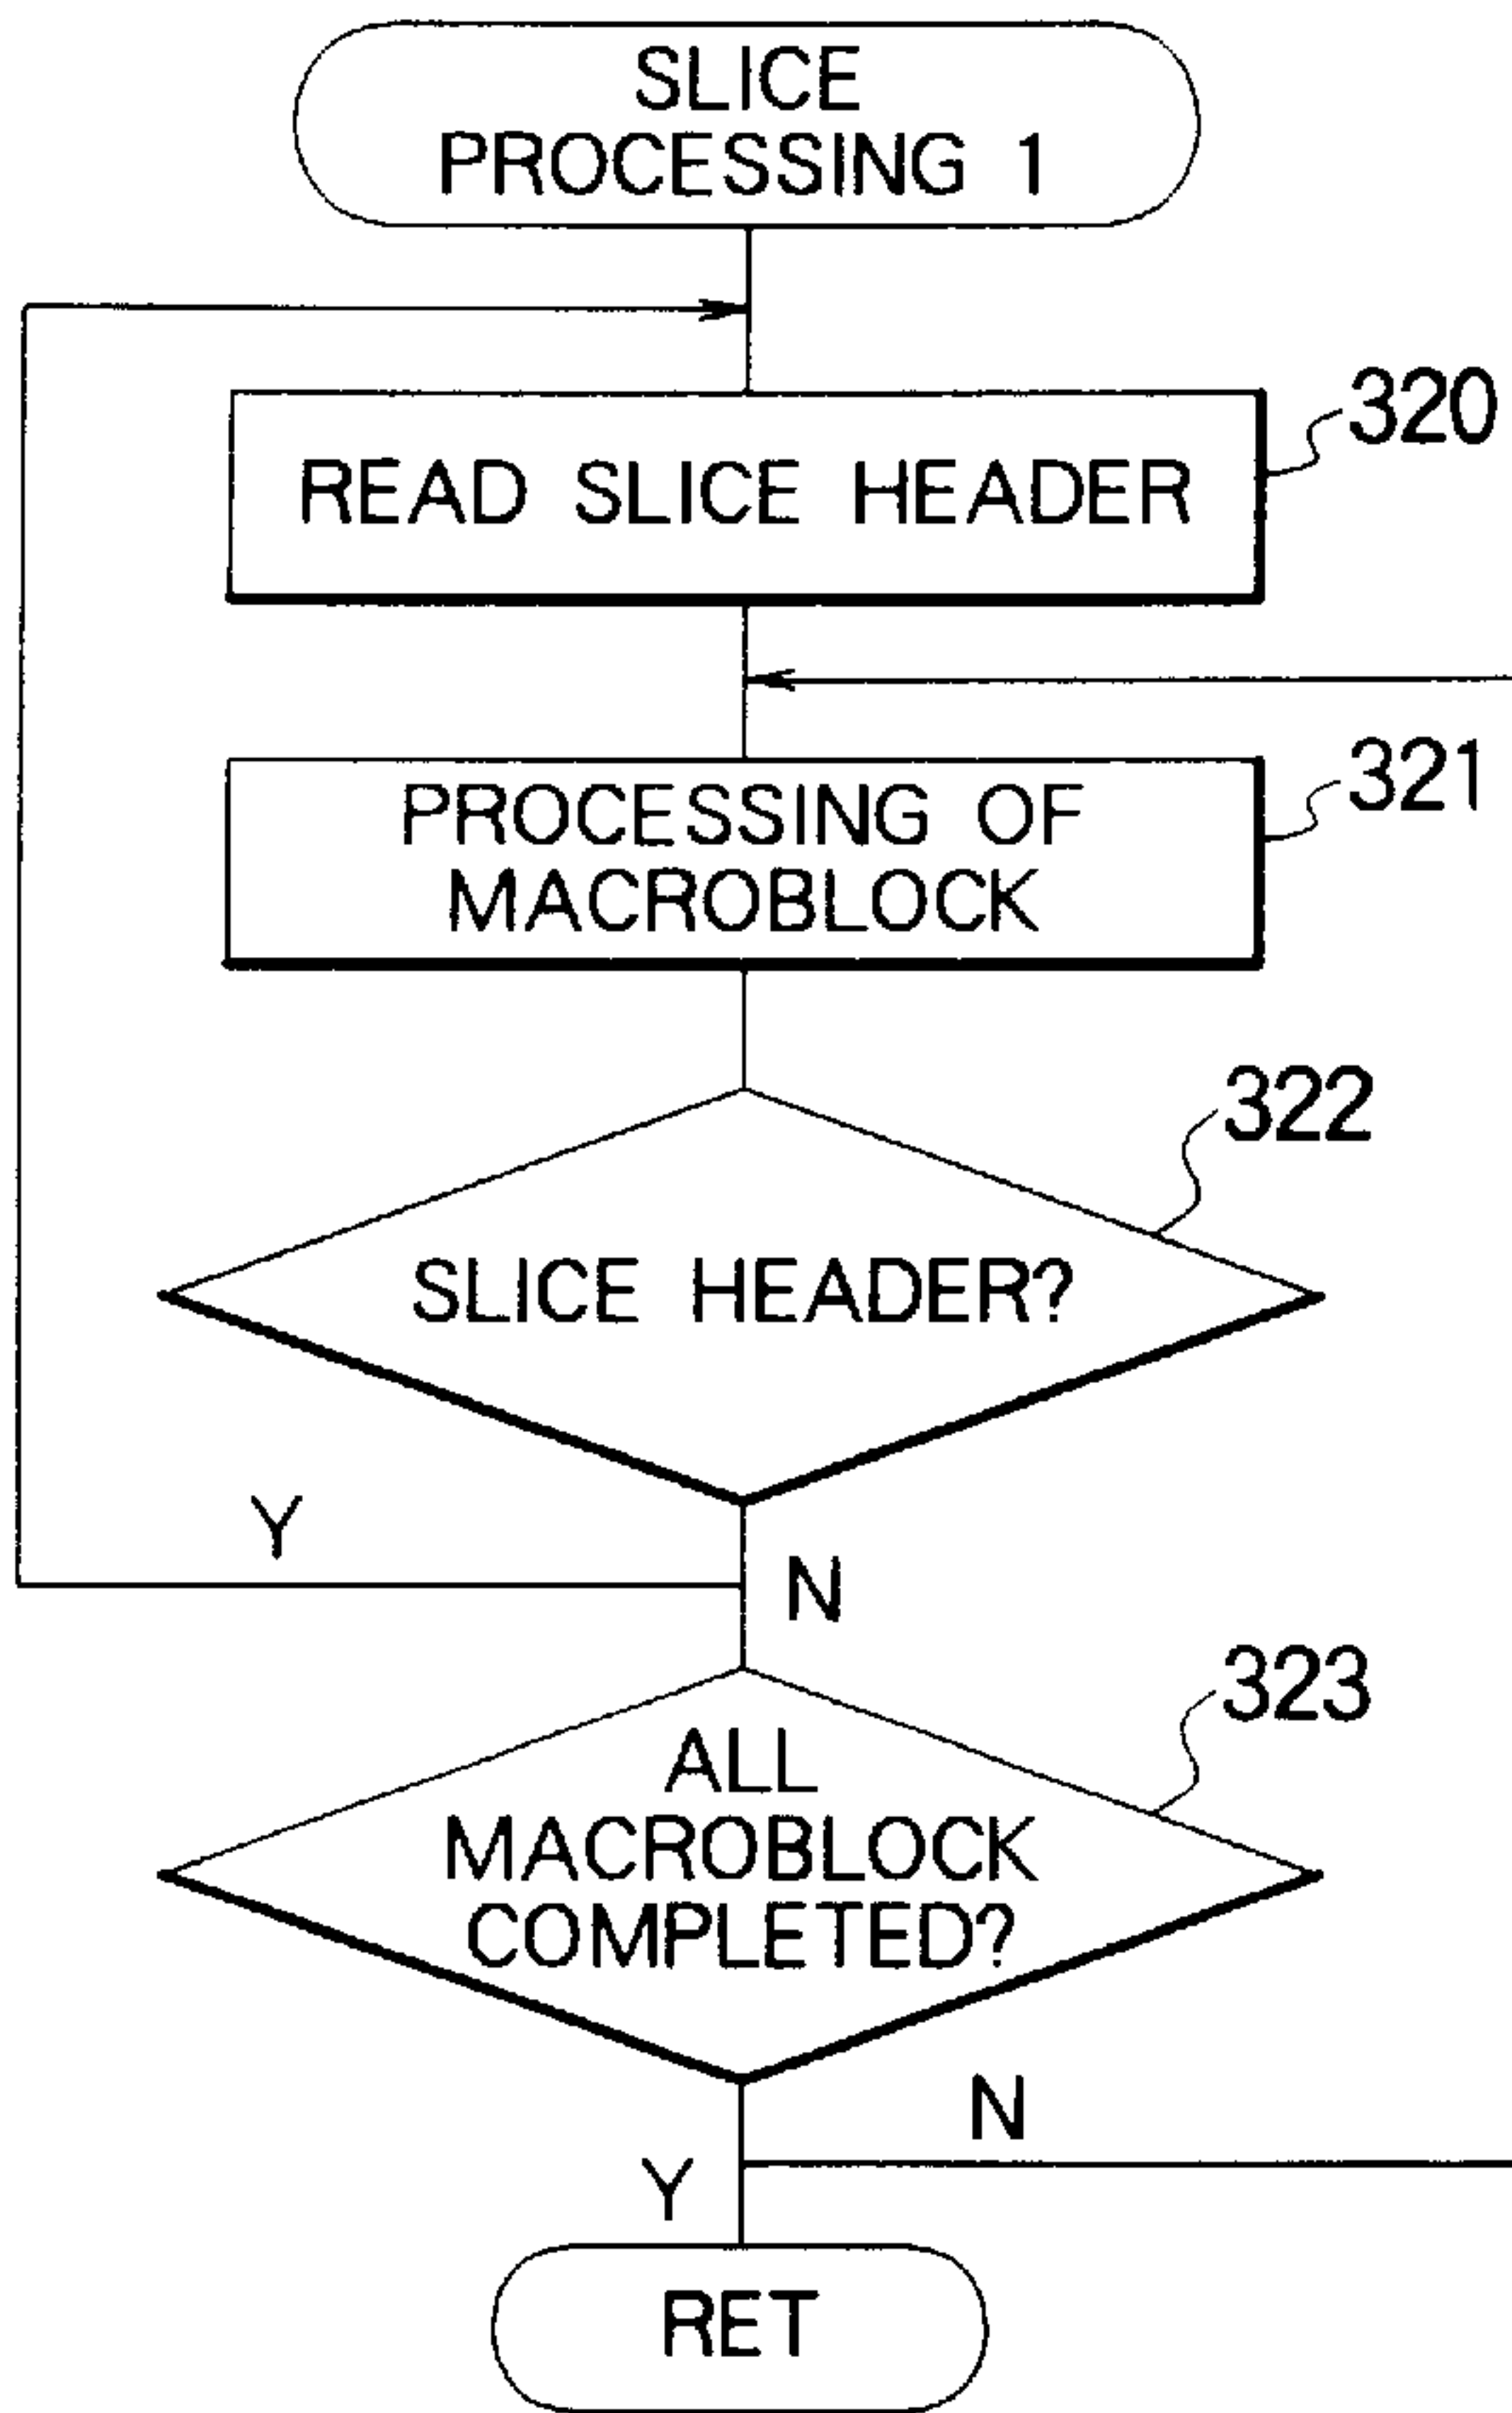 SLICE
PROCESSING 1
READ SLICE HEADER
320
PROCESSING OF
MACROBLOCK
321
322
SLICE HEADER?
Y
N
323
ALL
MACROBLOCK
COMPLETED?
N
Y
RET